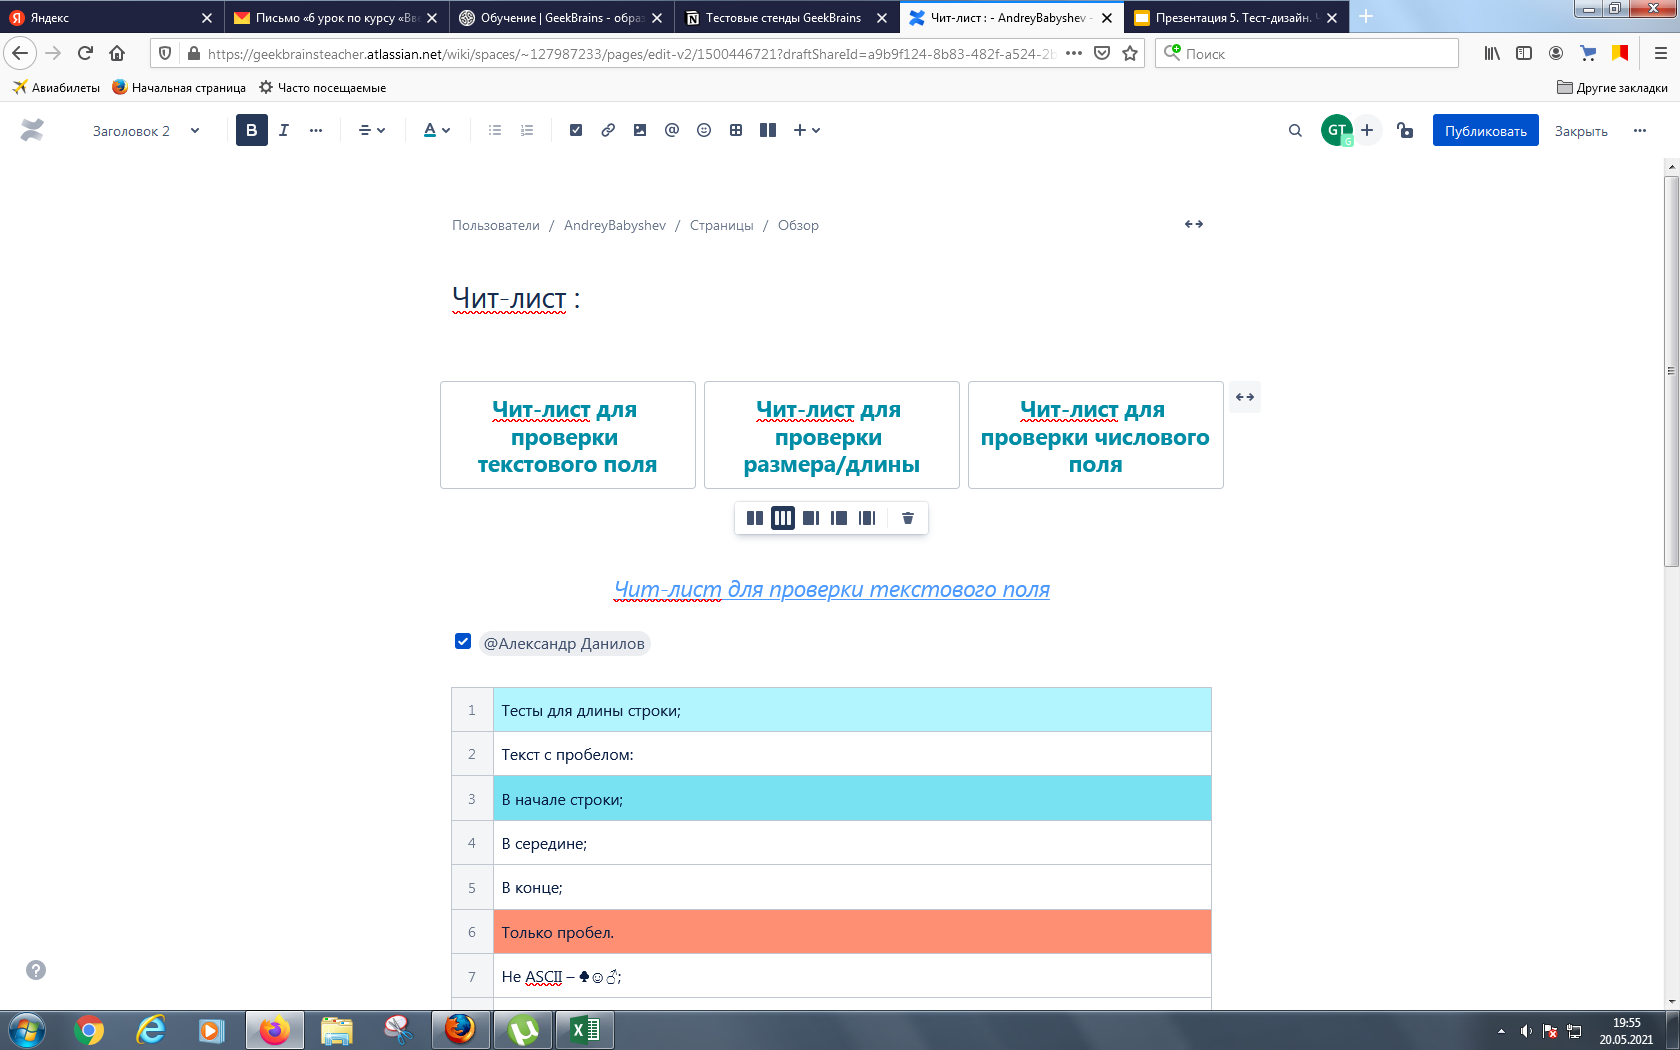 Яндекс
Письмо «6 урок по курсу «Вве
Обучение | GeekBrains - образ
Тестовые стенды GeekBrains
Чит-лист : - AndreyBabyshev -
Презентация 5. Тест-дизайн. Ч
https://geekbrainsteacher.atlassian.net/wiki/spaces/~127987233/pages/edit-v2/1500446721?draftShareId=a9b9f124-8b83-482f-a524-2b
Поиск
Авиабилеты
Начальная страница
Часто посещаемые
Другие закладки
Заголовок 2
B
I
A
GT
G
Публиковать
Закрыть
Пользователи / AndreyBabyshev / Страницы / Обзор
Чит-лист :
Чит-лист для
проверки
текстового поля
Чит-лист для
проверки
размера/длины
Чит-лист для
проверки числового
поля
Чит-лист для проверки текстового поля
@Александр Данилов
1 Тесты для длины строки;
2 Текст с пробелом:
3 В начале строки;
4 В середине;
5 В конце;
6 Только пробел.
7 Не ASCII – ♣☺♂;
19:55
20.05.2021